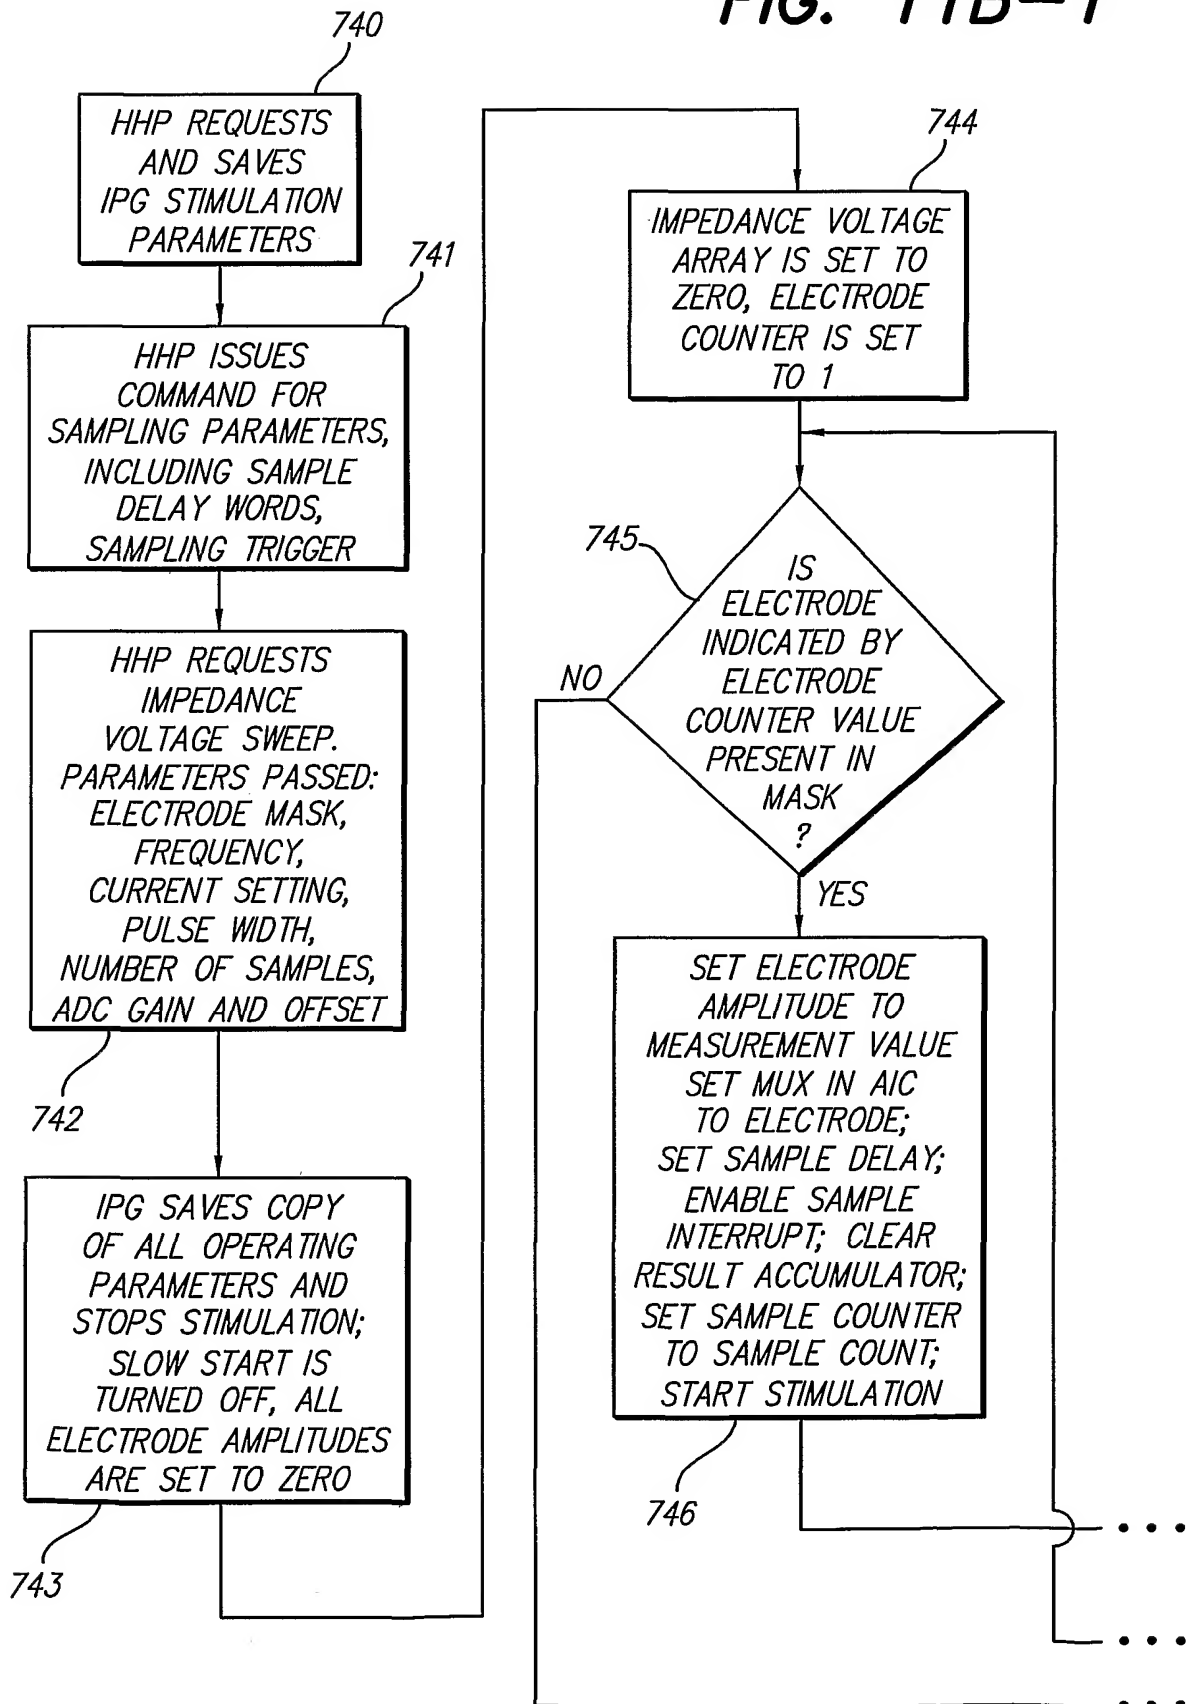 FIG. 11B-1
740
HHP REQUESTS
AND SAVES
IPG STIMULATION
PARAMETERS
741
HHP ISSUES
COMMAND FOR
SAMPLING PARAMETERS,
INCLUDING SAMPLE
DELAY WORDS,
SAMPLING TRIGGER
HHP REQUESTS
IMPEDANCE
VOLTAGE SWEEP.
PARAMETERS PASSED:
ELECTRODE MASK,
FREQUENCY,
CURRENT SETTING,
PULSE WIDTH,
NUMBER OF SAMPLES,
ADC GAIN AND OFFSET
742
IPG SAVES COPY
OF ALL OPERATING
PARAMETERS AND
STOPS STIMULATION;
SLOW START IS
TURNED OFF, ALL
ELECTRODE AMPLITUDES
ARE SET TO ZERO
743
744
IMPEDANCE VOLTAGE
ARRAY IS SET TO
ZERO, ELECTRODE
COUNTER IS SET
TO 1
745
IS
ELECTRODE
INDICATED BY
ELECTRODE
COUNTER VALUE
PRESENT IN
MASK
?
NO
YES
SET ELECTRODE
AMPLITUDE TO
MEASUREMENT VALUE
SET MUX IN AIC
TO ELECTRODE;
SET SAMPLE DELAY;
ENABLE SAMPLE
INTERRUPT; CLEAR
RESULT ACCUMULATOR;
SET SAMPLE COUNTER
TO SAMPLE COUNT;
START STIMULATION
746